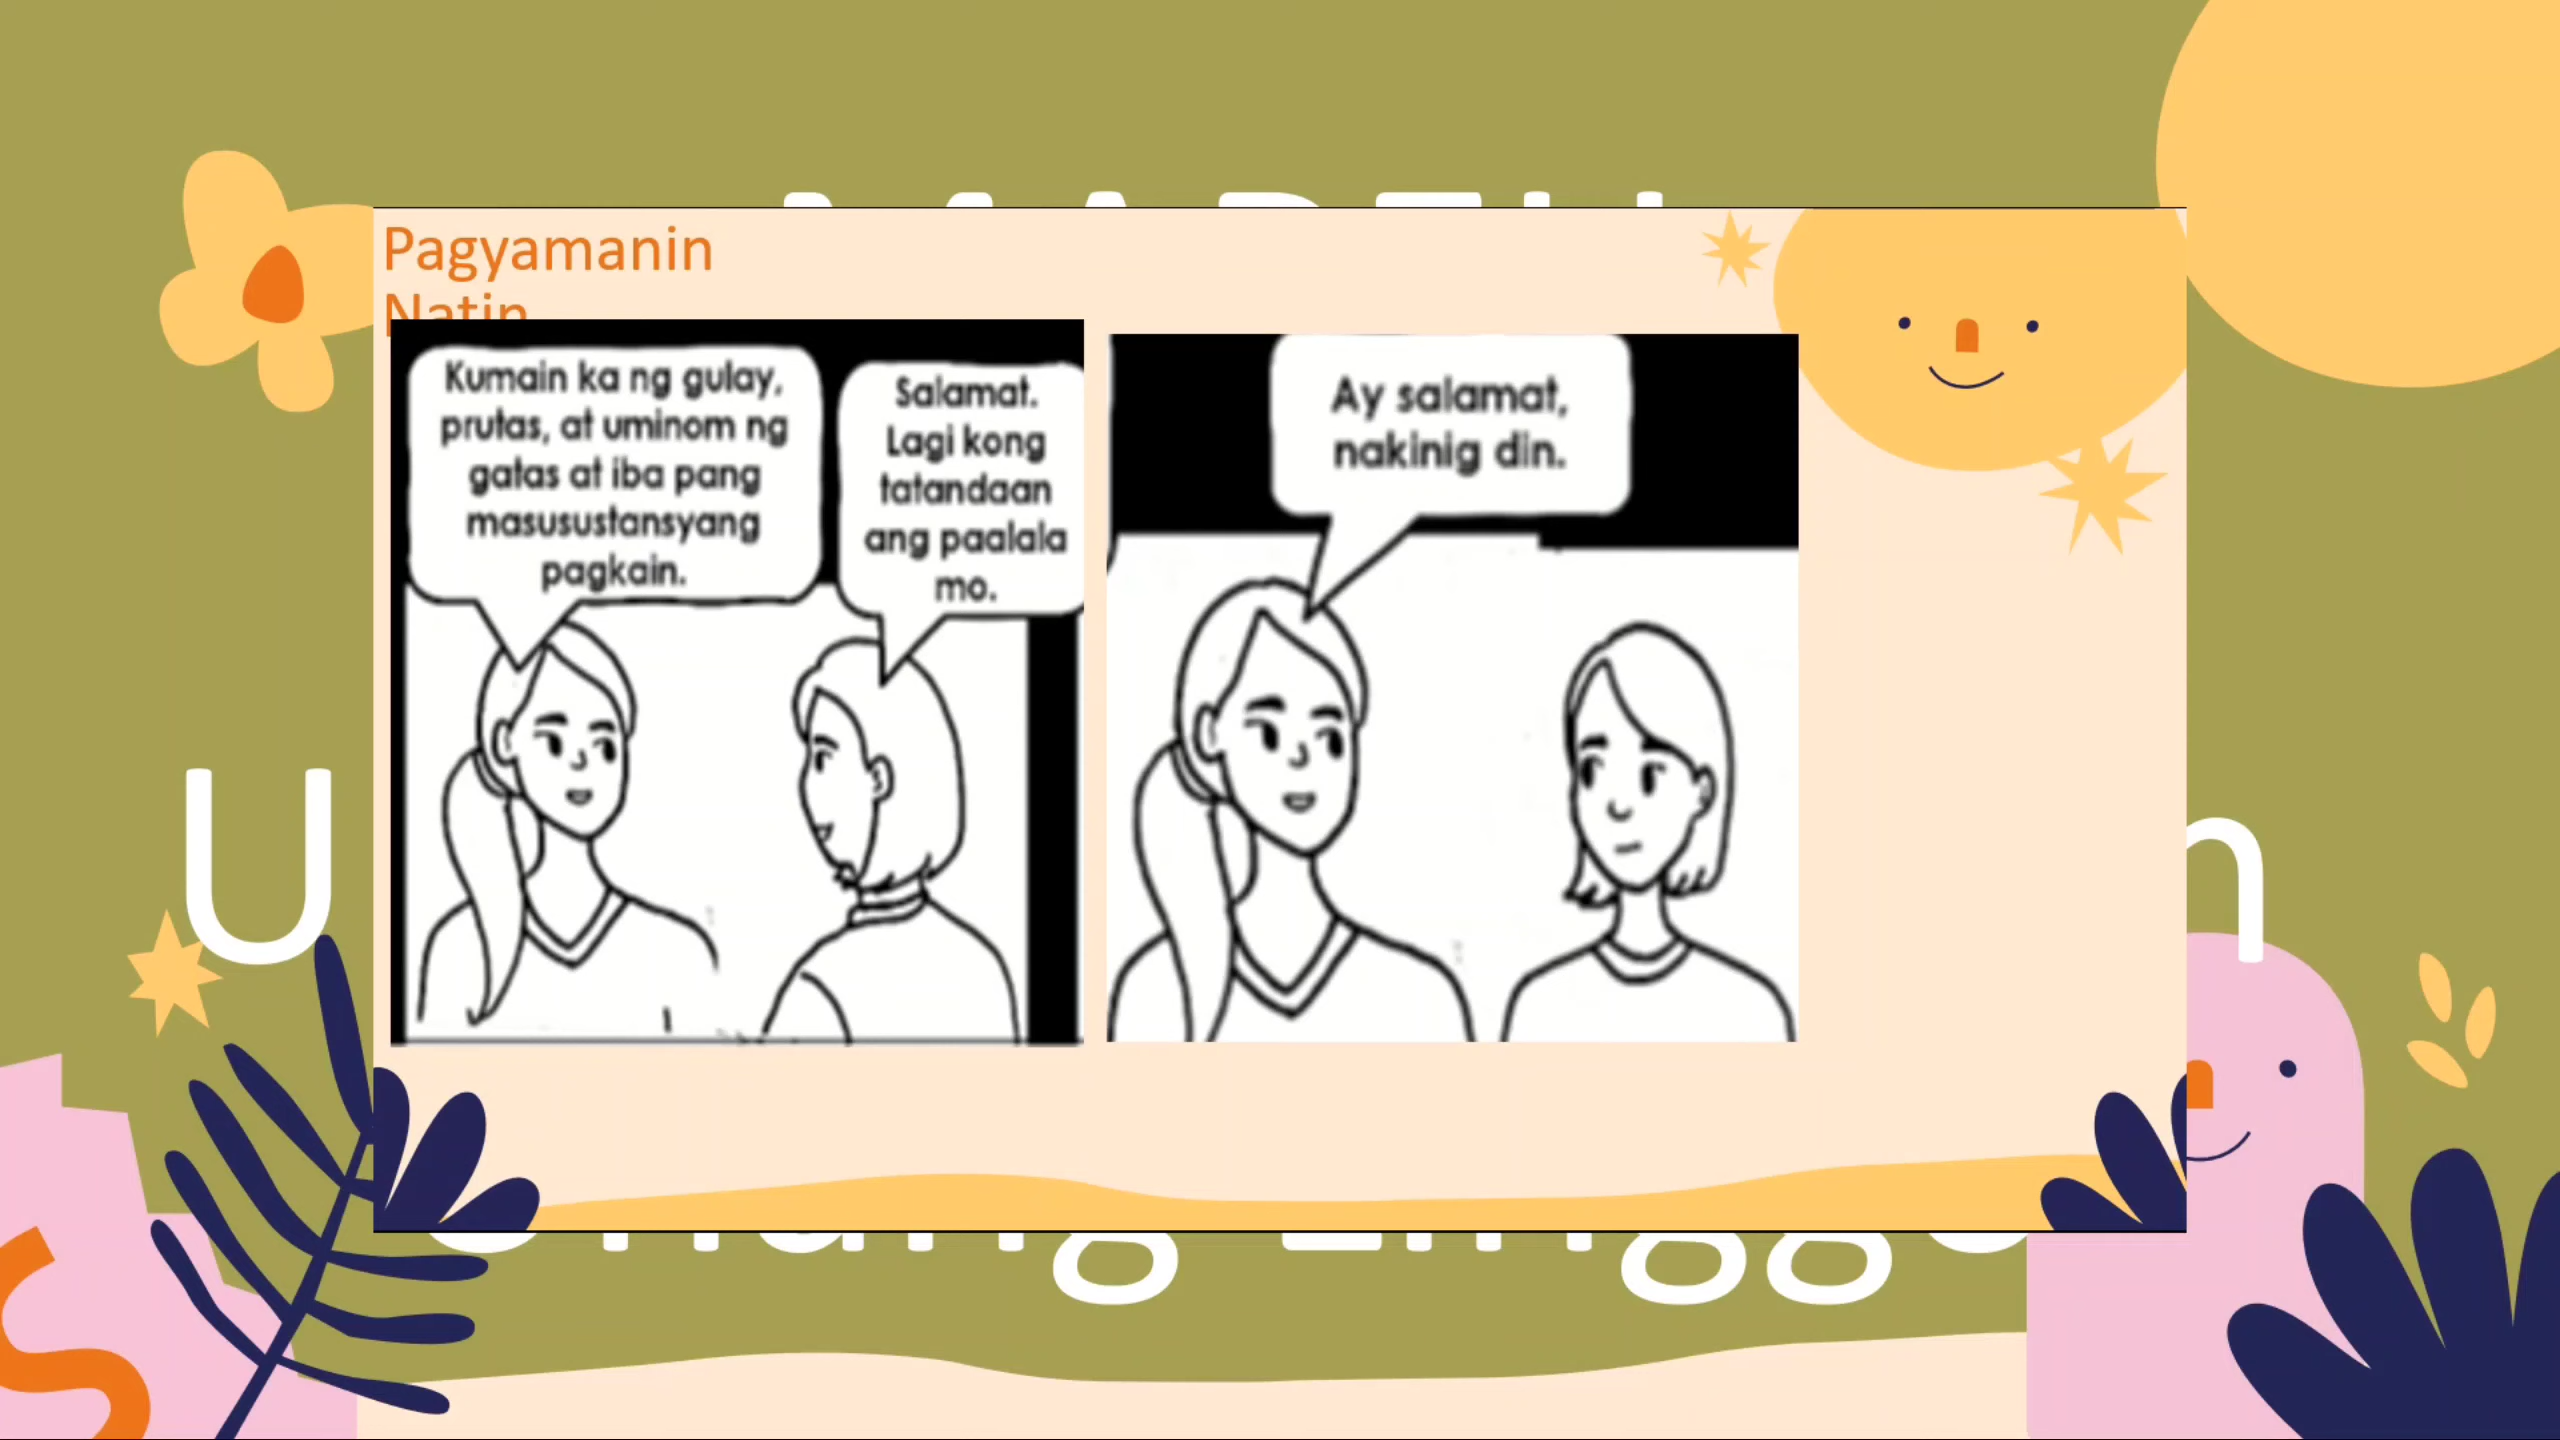 Pagyamanin
Natin
Kumain ka ng gulay,
prutas, at uminom ng
gatas at iba pang
masusustansyang
pagkain.
Salamat.
Lagi kong
tatandaan
ang paalala
mo.
Ay salamat,
nakinig din.